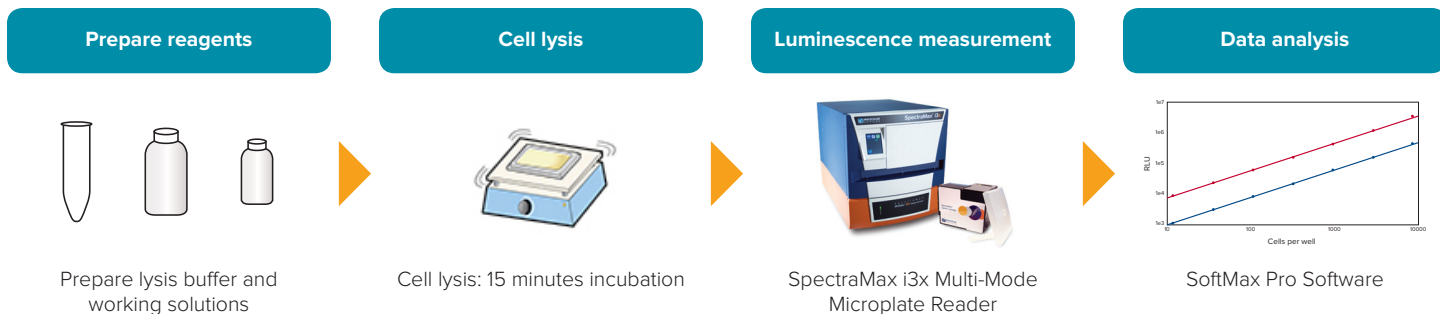 Prepare reagents
Cell lysis
Luminescence measurement
Data analysis
SpectraMax i3x
1e7
1e6
1e5
1e4
1e3
RLU
10
100
1000
10000
Cells per well
Prepare lysis buffer and
working solutions
Cell lysis: 15 minutes incubation
SpectraMax i3x Multi-Mode
Microplate Reader
SoftMax Pro Software